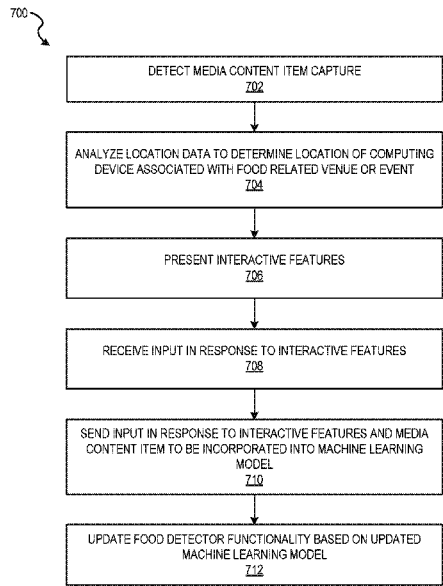 700
DETECT MEDIA CONTENT ITEM CAPTURE
702
ANALYZE LOCATION DATA TO DETERMINE LOCATION OF COMPUTING
DEVICE ASSOCIATED WITH FOOD RELATED VENUE OR EVENT
704
PRESENT INTERACTIVE FEATURES
706
RECEIVE INPUT IN RESPONSE TO INTERACTIVE FEATURES
708
SEND INPUT IN RESPONSE TO INTERACTIVE FEATURES AND MEDIA
CONTENT ITEM TO BE INCORPORATED INTO MACHINE LEARNING
MODEL
710
UPDATE FOOD DETECTOR FUNCTIONALITY BASED ON UPDATED
MACHINE LEARNING MODEL
712